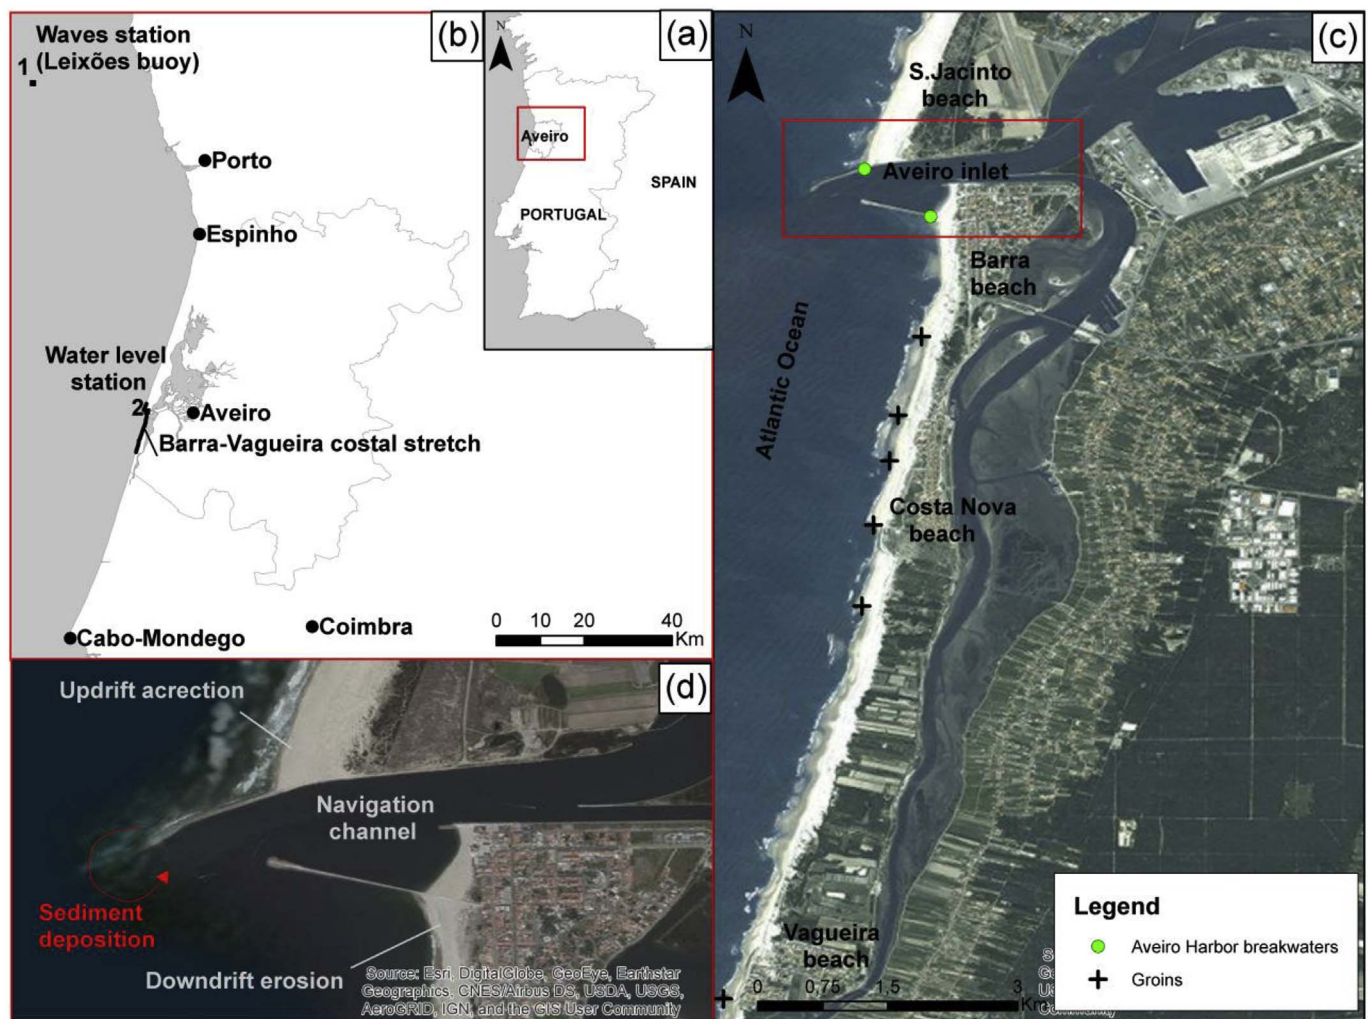 Waves station
(Leixões buoy)
1
(b)
Porto
Espinho
Water level
station
2
Aveiro
Barra-Vagueira costal stretch
Cabo-Mondego
Coimbra
0 10 20 40
Km
N
(a)
Aveiro
SPAIN
PORTUGAL
N
(c)
S.Jacinto
beach
Aveiro inlet
Barra
beach
Atlantic Ocean
Costa Nova
beach
Vagueira
beach
0 0,75 1,5 3
Km
Legend
Aveiro Harbor breakwaters
Groins
(d)
Updrift acrection
Navigation
channel
Sediment
deposition
Downdrift erosion
Source: Esri, DigitalGlobe, GeoEye, Earthstar
Geographics, CNES/Airbus DS, USDA, USGS,
AeroGRID, IGN, and the GIS User Community